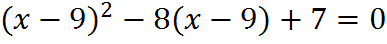 (𝑥 − 9)² − 8(𝑥 − 9) + 7 = 0